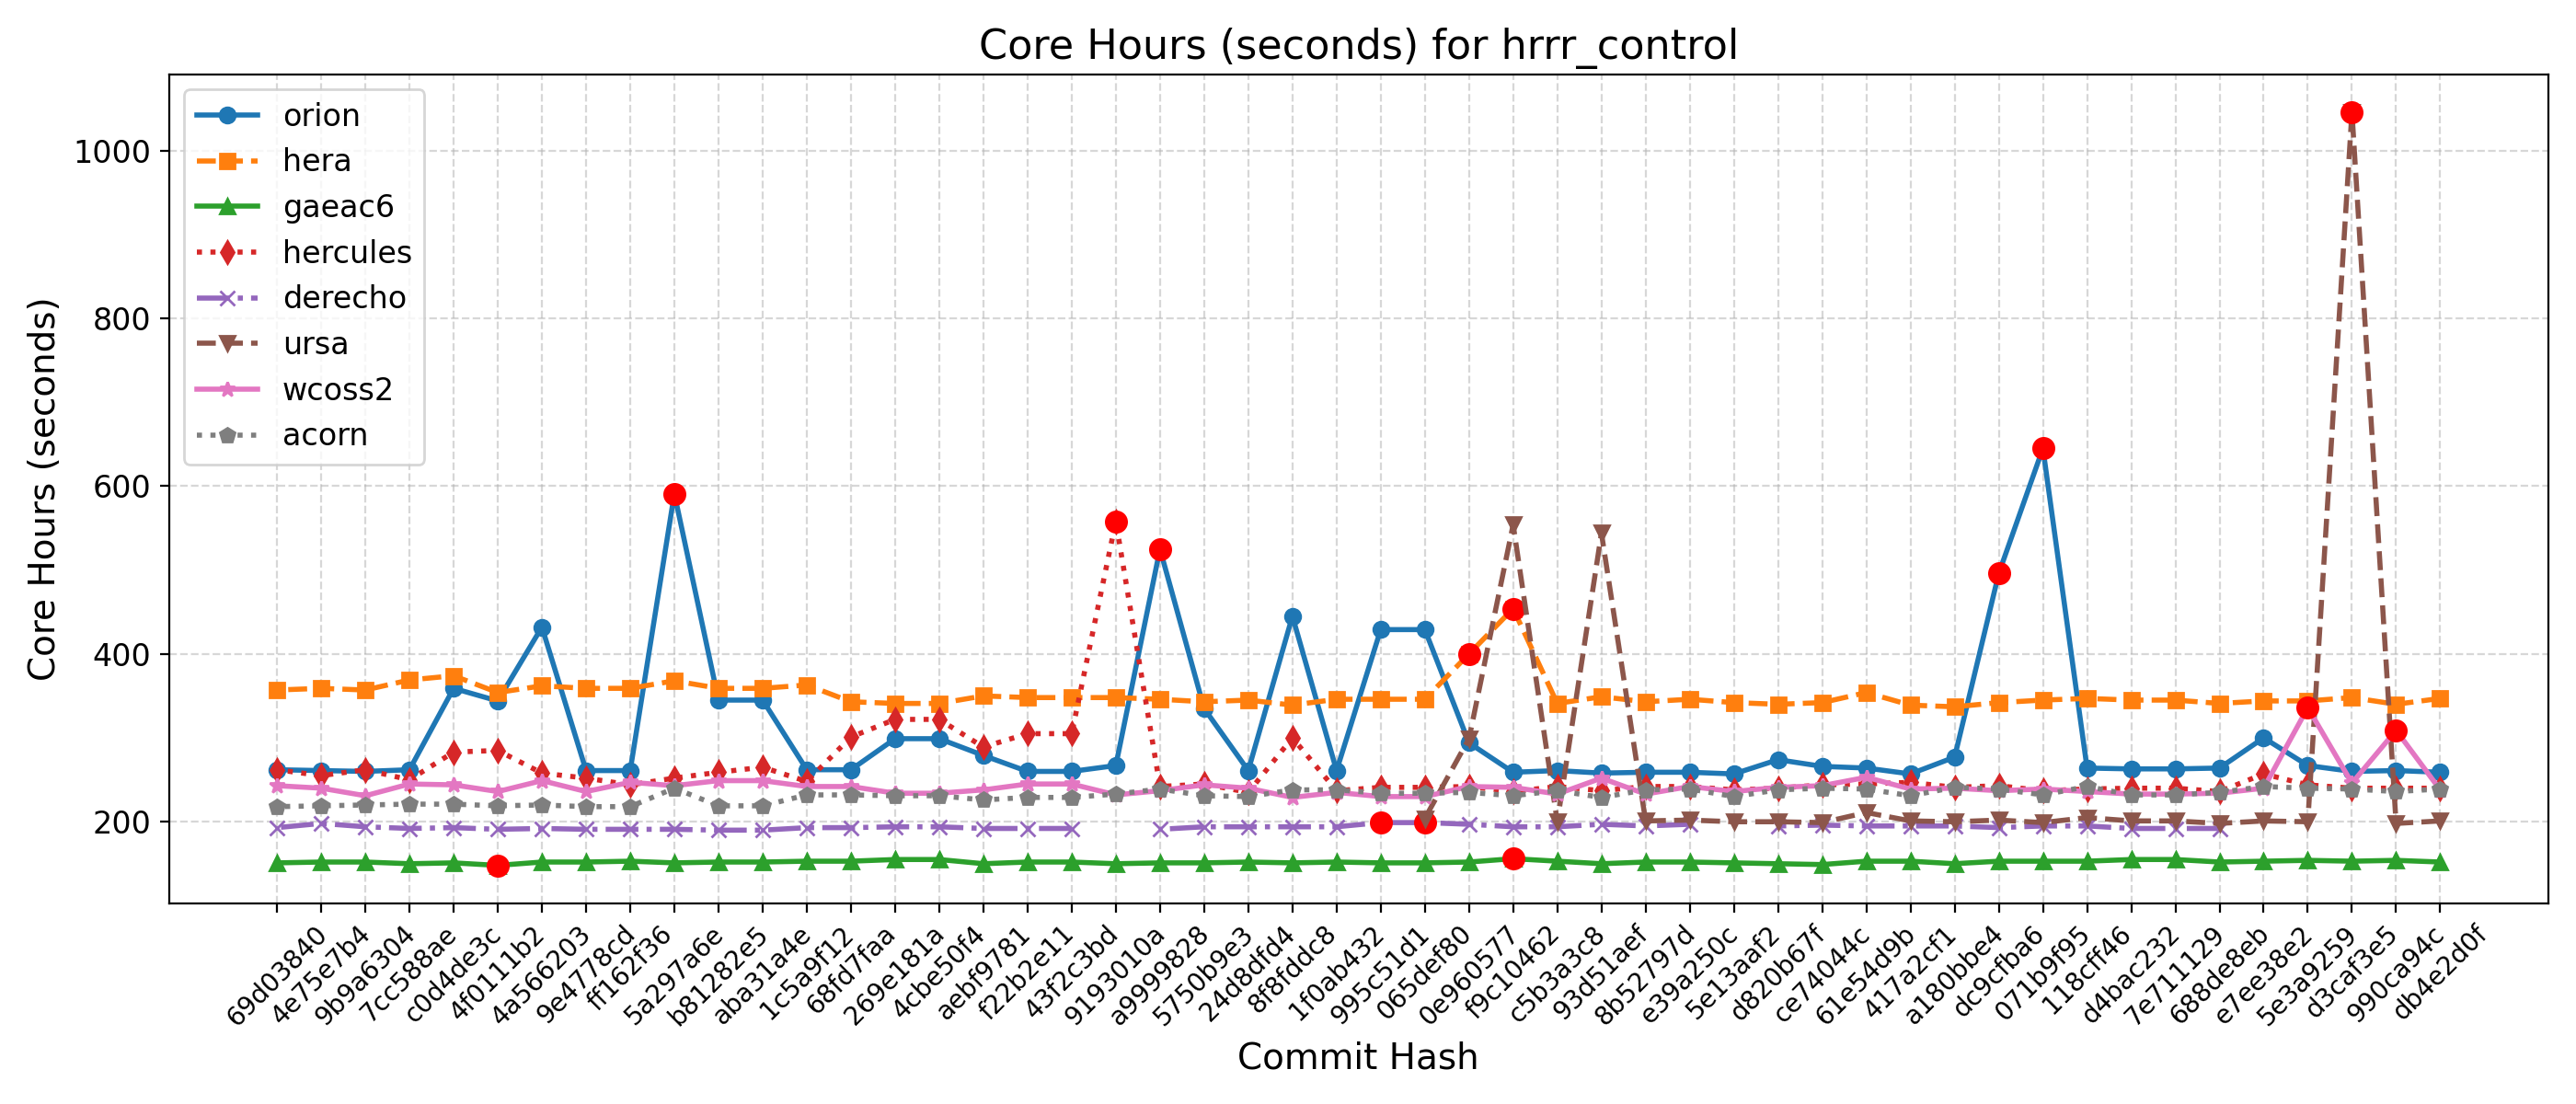 Core Hours (seconds) for hrrr_control
Core Hours (seconds)
1000
800
600
400
200
orion
hera
gaeac6
hercules
derecho
ursa
wcoss2
acorn
69d03840
4e75e7b4
9b9a6304
7cc588ae
c0d4de3c
4f0111b2
4a566203
9e4778cd
ff162f36
5a297a6e
b81282e5
aba31a4e
1c5a9f12
68fd7faa
269e181a
4cbe50f4
aebf9781
f22b2e11
43f2c3bd
9193010a
a9999828
5750b9e3
24d8dfd4
8f8fddc8
1f0ab432
995c51d1
065def80
0e960577
f9c10462
c5b3a3c8
93d51aef
8b52797d
e39a250c
5e13aaf2
d820b67f
ce74044c
61e54d9b
417a2cf1
a180bbe4
dc9cfba6
071b9f95
118cff46
d4bac232
7e711129
688de8eb
e7ee38e2
5e3a9259
d3caf3e5
990ca94c
db4e2d0f
Commit Hash